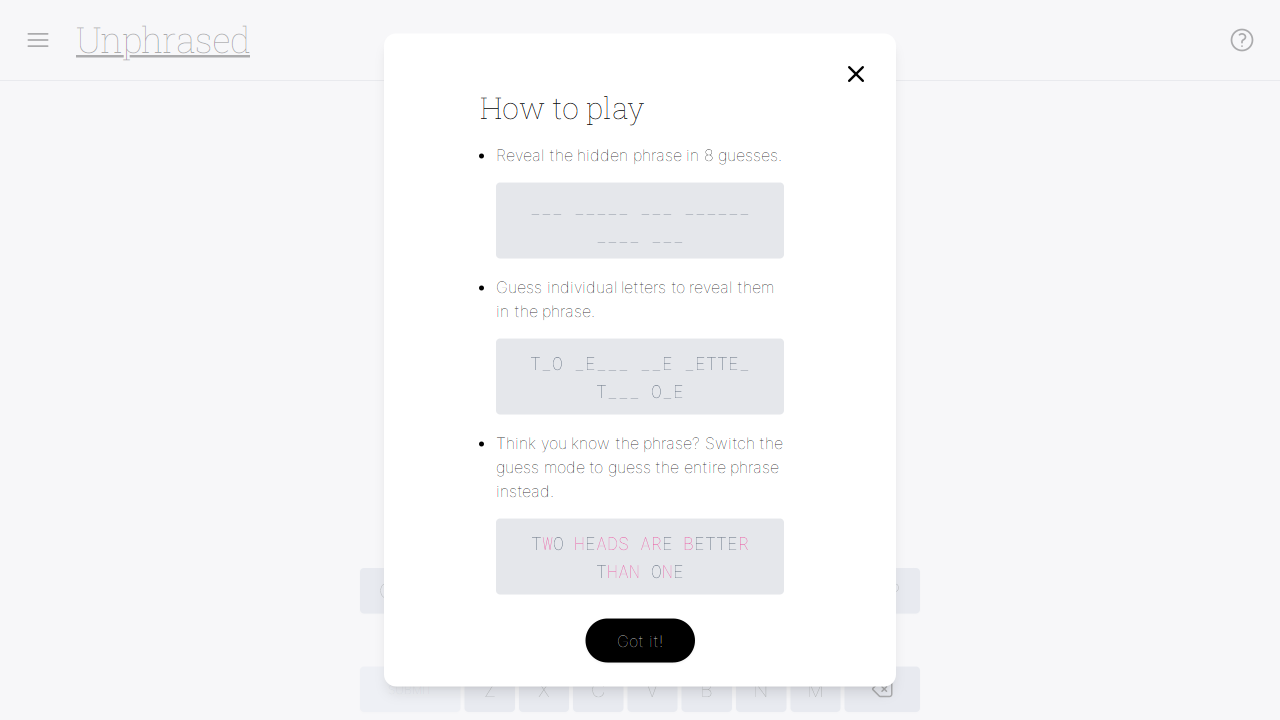 Unphrased
How to play
Reveal the hidden phrase in 8 guesses.
___ _____ ___ ______
____ ___
Guess individual letters to reveal them
in the phrase.
T_O _E___ __E _ETTE_
T___ O_E
Think you know the phrase? Switch the
guess mode to guess the entire phrase
instead.
TWO HEADS ARE BETTER
THAN ONE
Got it!
Z X C V B N M